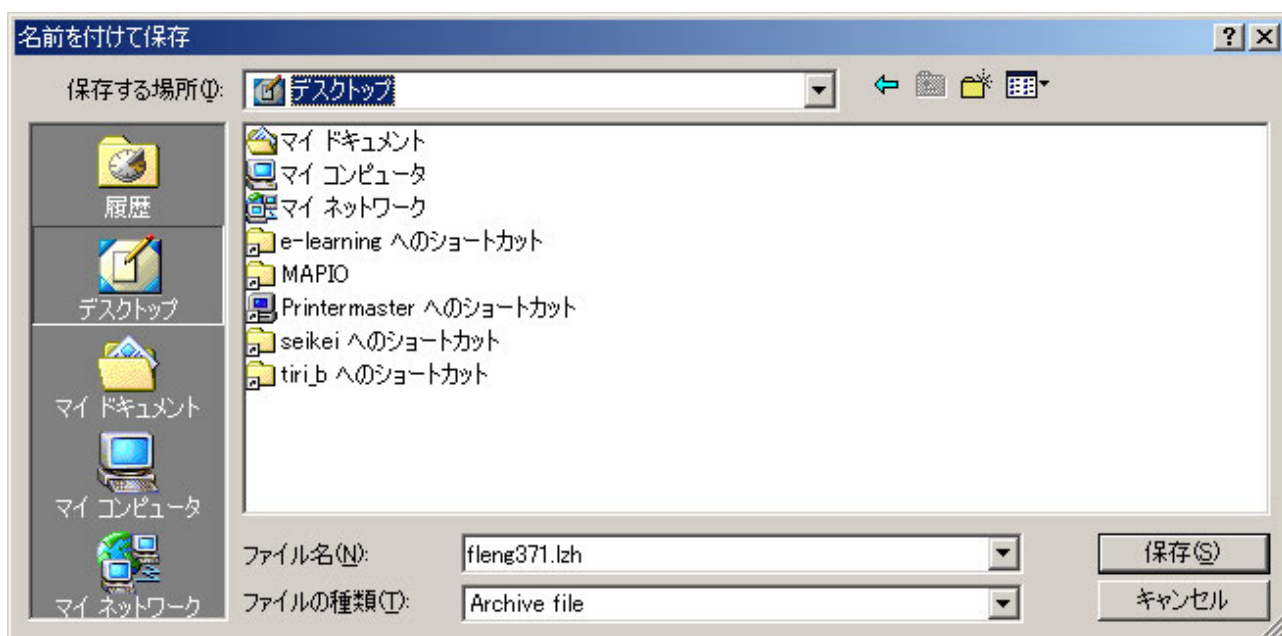 名前を付けて保存
保存する場所(I): デスクトップ
履歴
デスクトップ
マイ ドキュメント
マイ コンピュータ
マイ ネットワーク
マイ ドキュメント
マイ コンピュータ
マイ ネットワーク
e-learning へのショートカット
MAPIO
Printermaster へのショートカット
seikei へのショートカット
tiri_b へのショートカット
ファイル名(N): fleng371.lzh 保存(S)
ファイルの種類(T): Archive file キャンセル